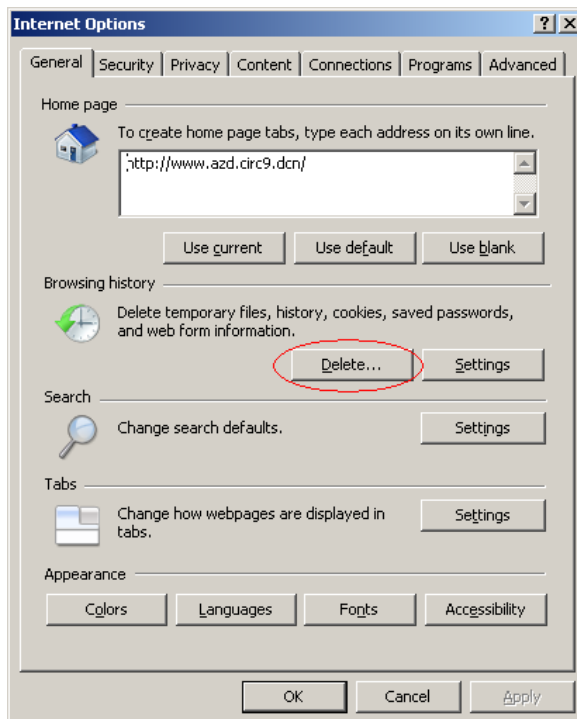 Internet Options
General Security Privacy Content Connections Programs Advanced
Home page
To create home page tabs, type each address on its own line.
http://www.azd.circ9.dcn/
Use current Use default Use blank
Browsing history
Delete temporary files, history, cookies, saved passwords,
and web form information.
Delete... Settings
Search
Change search defaults. Settings
Tabs
Change how webpages are displayed in
tabs.
Settings
Appearance
Colors Languages Fonts Accessibility
OK Cancel Apply